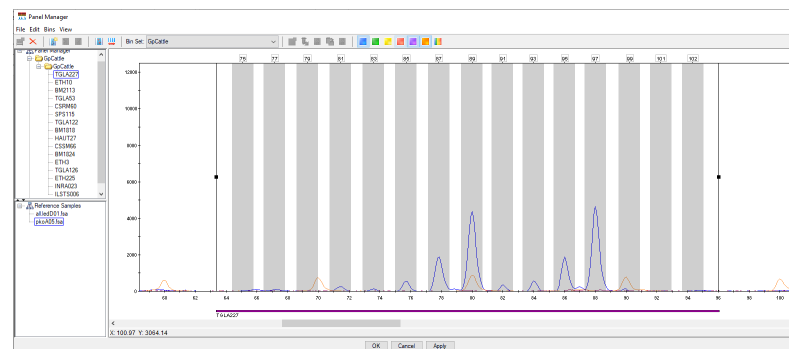 Panel Manager
File Edit Bins View
Bin Set: GpCattle
Panel Manager
GpCattle
GpCattle
TGLA227
ETH10
BM2113
TGLA53
CSRM60
SPS115
TGLA122
BM1818
HAUT27
CSSM66
BM1824
ETH3
TGLA126
ETH225
INRA023
ILSTS006
Reference Samples
allledD01.fsa
pkoA05.fsa
75 77 79 81 83 85 87 89 91 93 95 97 99 101 102
12000
10000
8000
6000
4000
2000
0
60 62 64 66 68 70 72 74 76 78 80 82 84 86 88 90 92 94 96 98 100
TGLA227
X: 100.97 Y: 3064.14
OK Cancel Apply